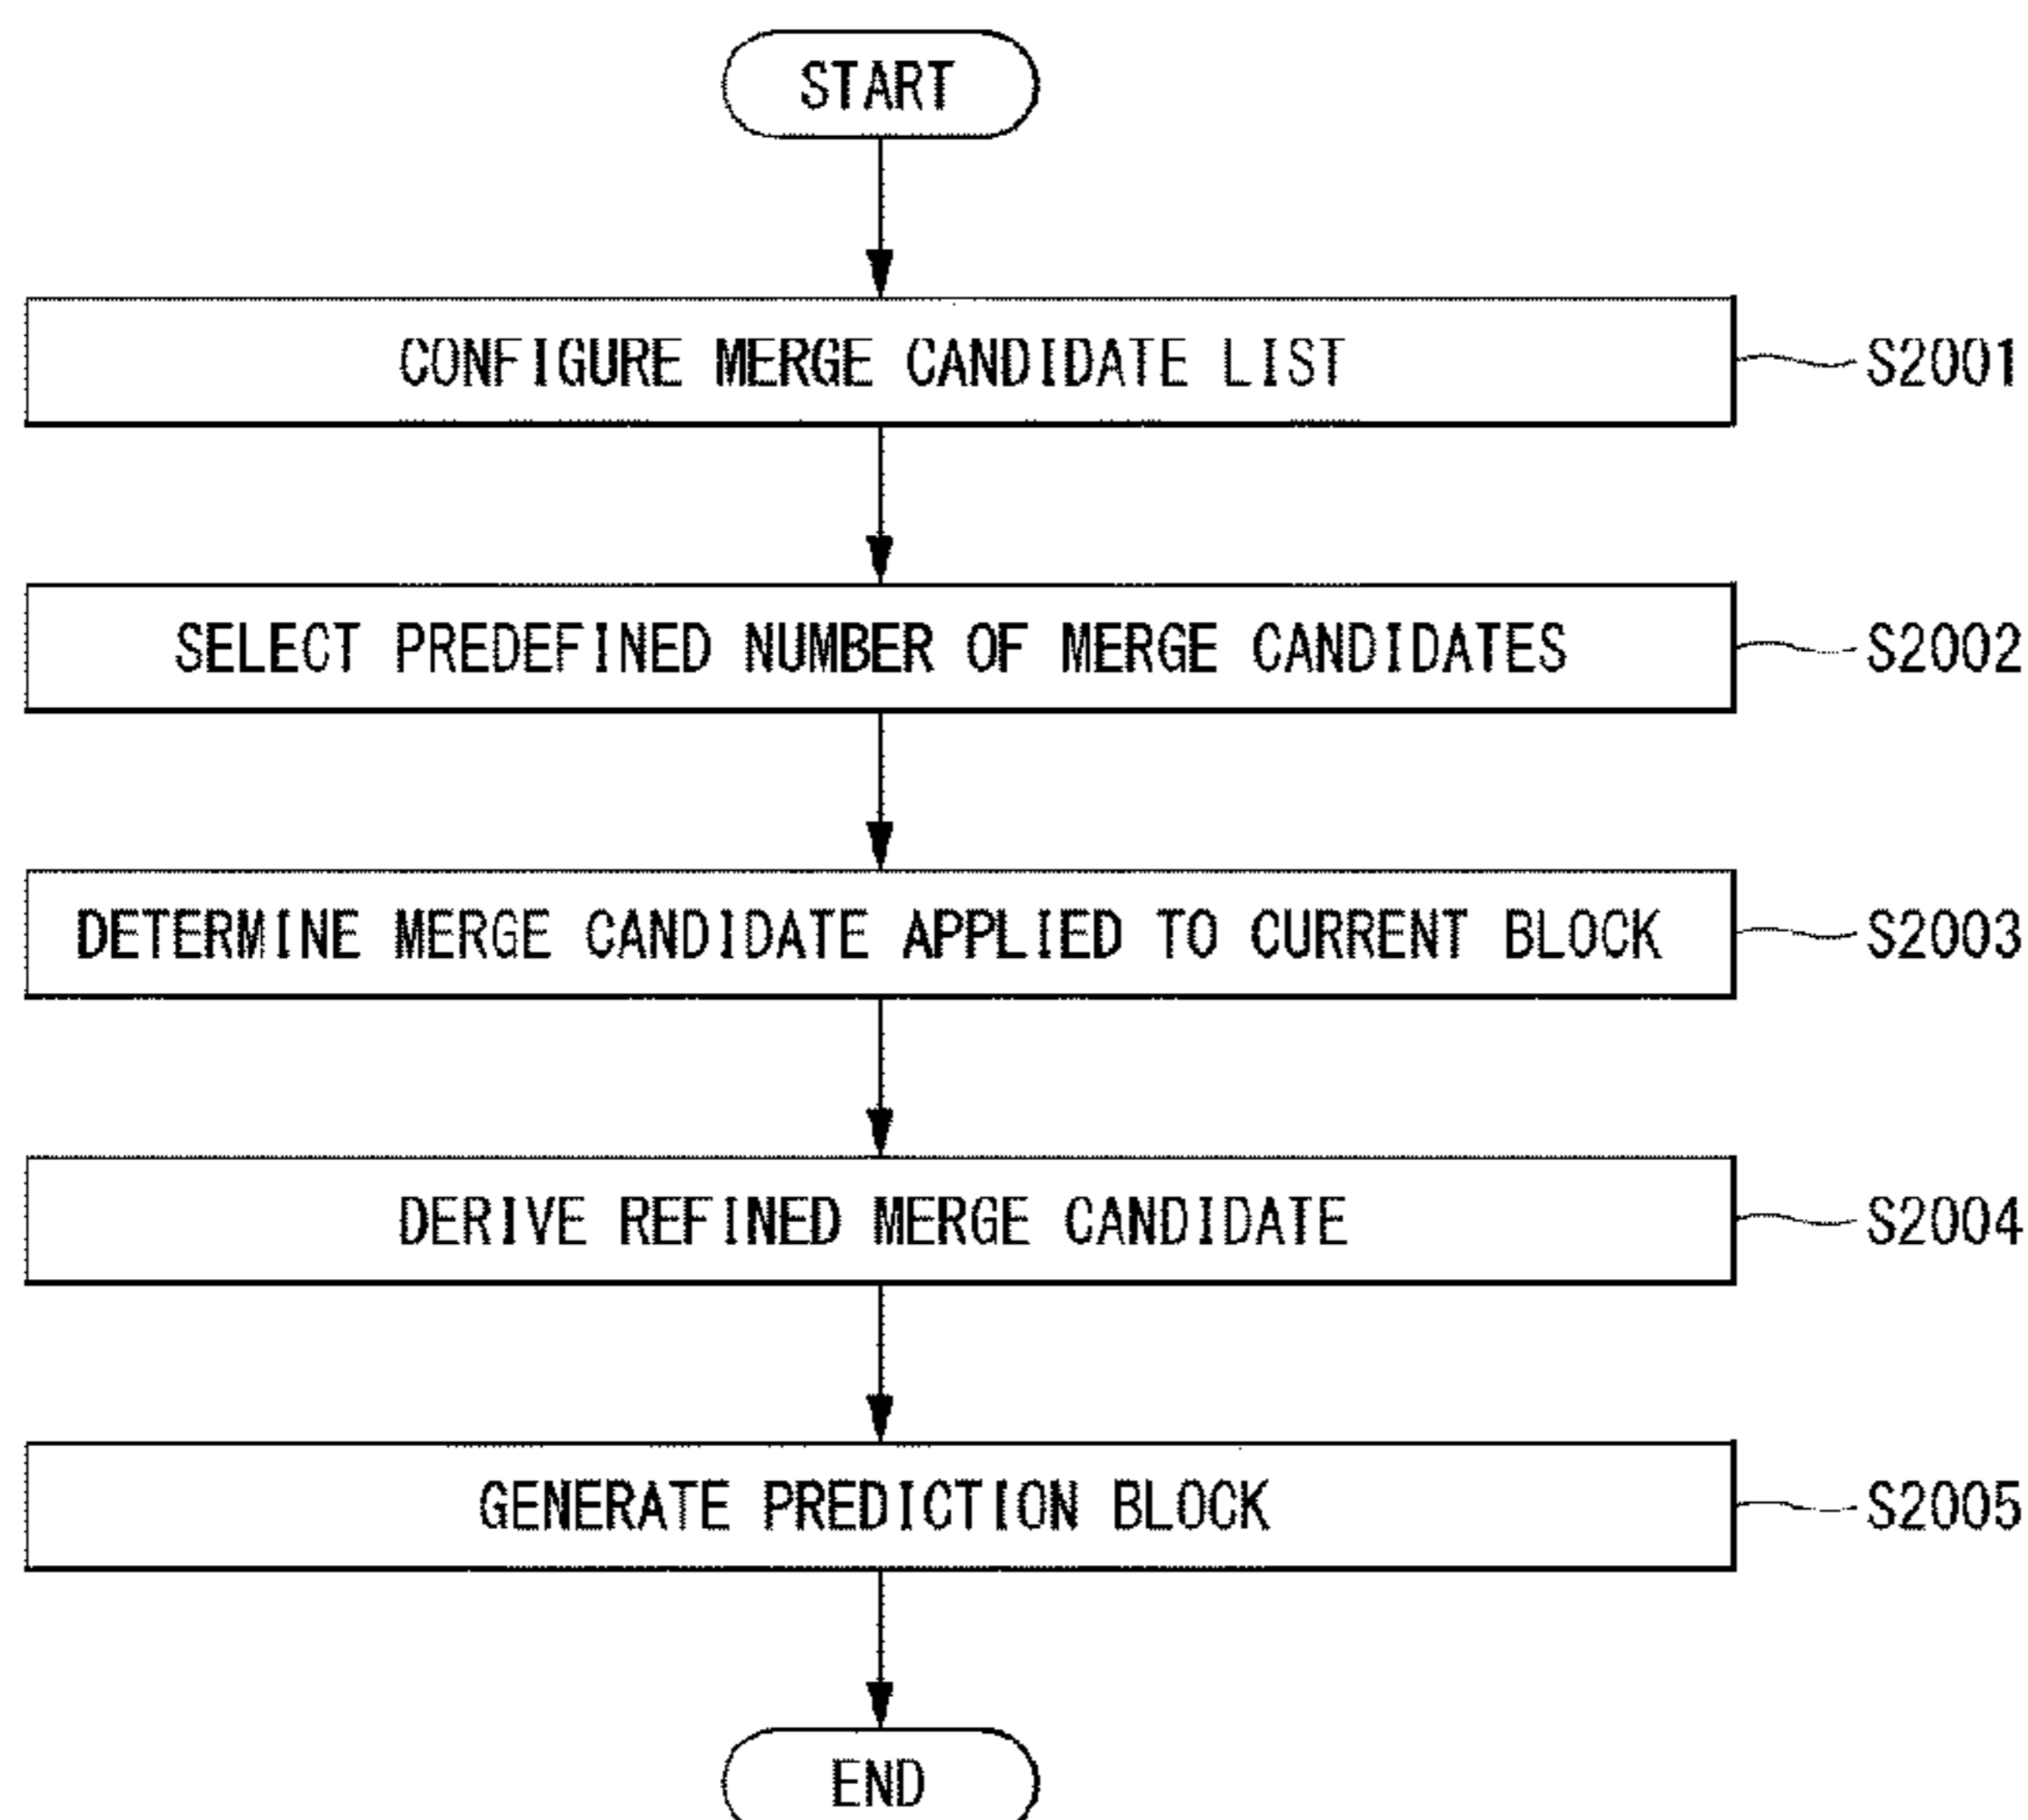 START
CONFIGURE MERGE CANDIDATE LIST
S2001
SELECT PREDEFINED NUMBER OF MERGE CANDIDATES
S2002
DETERMINE MERGE CANDIDATE APPLIED TO CURRENT BLOCK
S2003
DERIVE REFINED MERGE CANDIDATE
S2004
GENERATE PREDICTION BLOCK
S2005
END